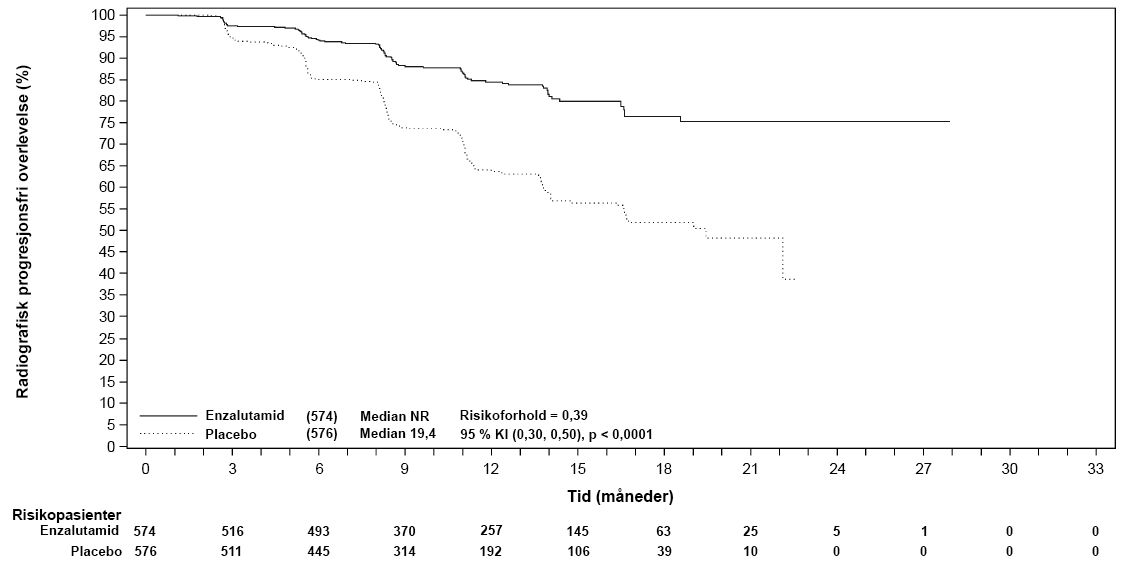 Radiografisk progresjonsfri overlevelse (%)
100
95
90
85
80
75
70
65
60
55
50
45
40
35
30
25
20
15
10
5
0
Enzalutamid (574) Median NR Risikoforhold = 0,39
Placebo (576) Median 19,4 95 % KI (0,30, 0,50), p < 0,0001
0 3 6 9 12 15 18 21 24 27 30 33
Tid (måneder)
Risikopasienter
Enzalutamid 574 516 493 370 257 145 63 25 5 1 0 0
Placebo 576 511 445 314 192 106 39 10 0 0 0 0